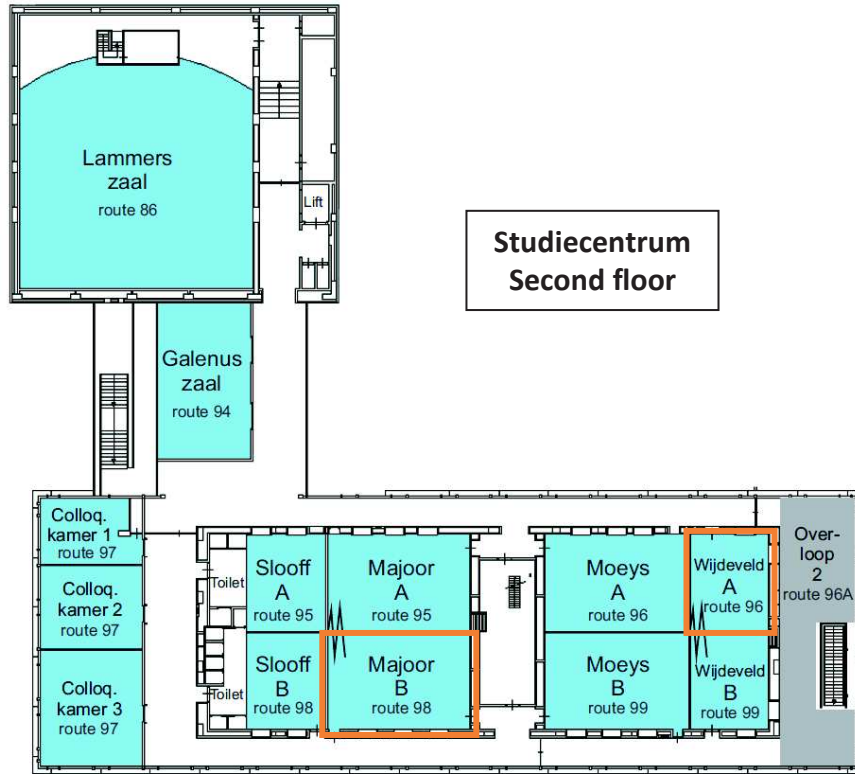 Lammers
zaal
route 86
Lift
Studiecentrum
Second floor
Galenus
zaal
route 94
Colloq.
kamer 1
route 97
Colloq.
kamer 2
route 97
Colloq.
kamer 3
route 97
Toilet
Toilet
Slooff
A
route 95
Majoor
A
route 95
Slooff
B
route 98
Majoor
B
route 98
Moeys
A
route 96
Wijdeveld
A
route 96
Moeys
B
route 99
Wijdeveld
B
route 99
Over-
loop
2
route 96A